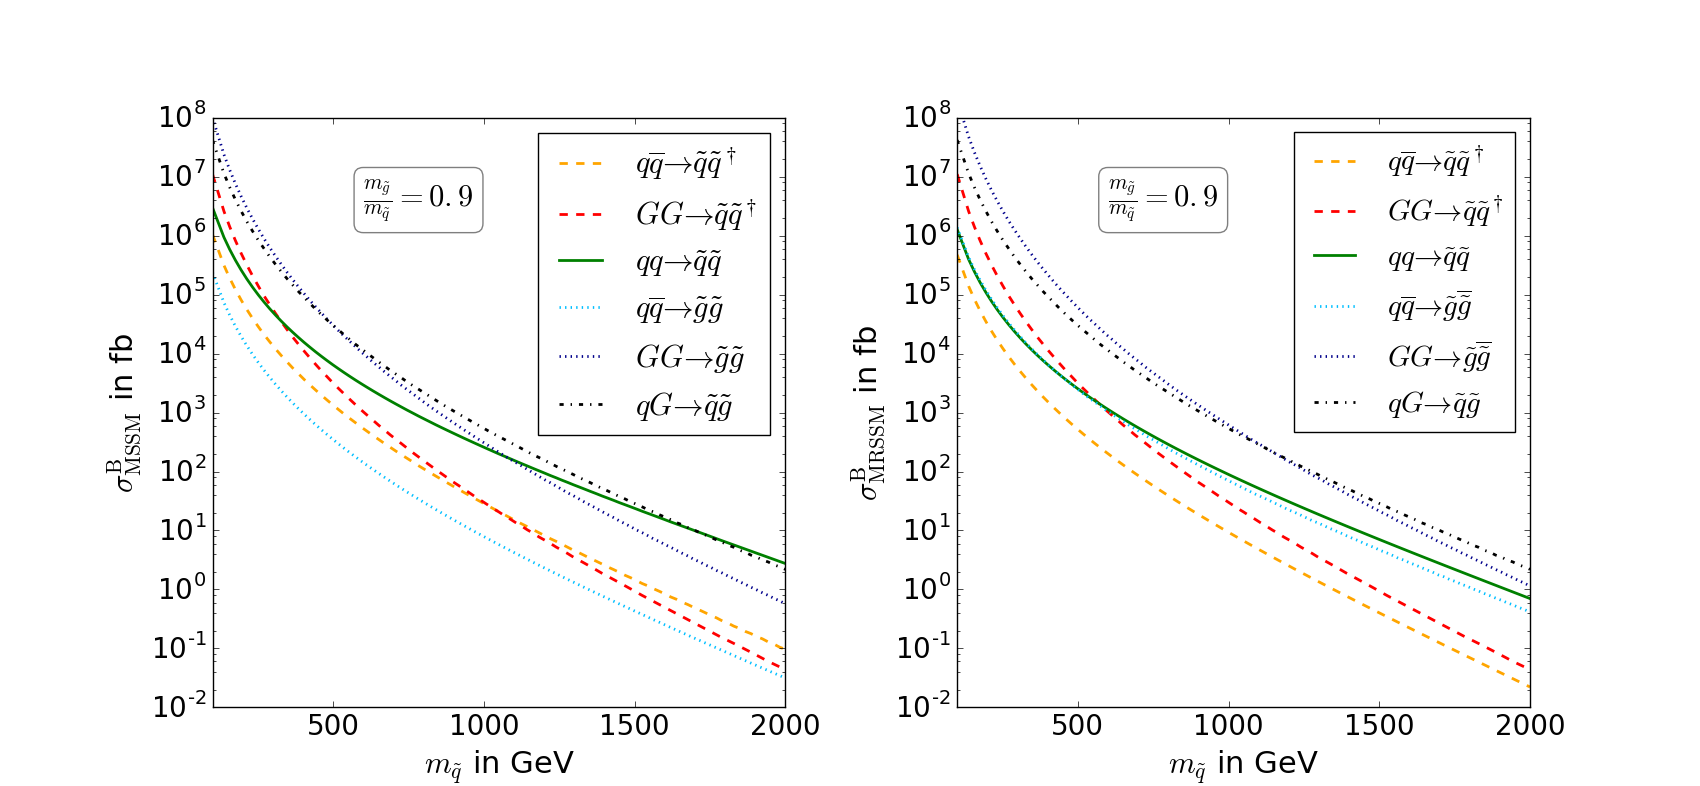 10^8
10^7
10^6
10^5
10^4
10^3
10^2
10^1
10^0
10^-1
10^-2
σ^B_MSSM in fb
m_g̃/m_q̃ = 0.9
qq̅→q̃q̃†
GG→q̃q̃†
qq→q̃q̃
qq̅→g̃g̃
GG→g̃g̃
qG→q̃g̃
500 1000 1500 2000
m_q̃ in GeV
10^8
10^7
10^6
10^5
10^4
10^3
10^2
10^1
10^0
10^-1
10^-2
σ^B_MRSSM in fb
m_g̃/m_q̃ = 0.9
qq̅→q̃q̃†
GG→q̃q̃†
qq→q̃q̃
qq̅→g̃g̃̅
GG→g̃g̃̅
qG→q̃g̃
500 1000 1500 2000
m_q̃ in GeV